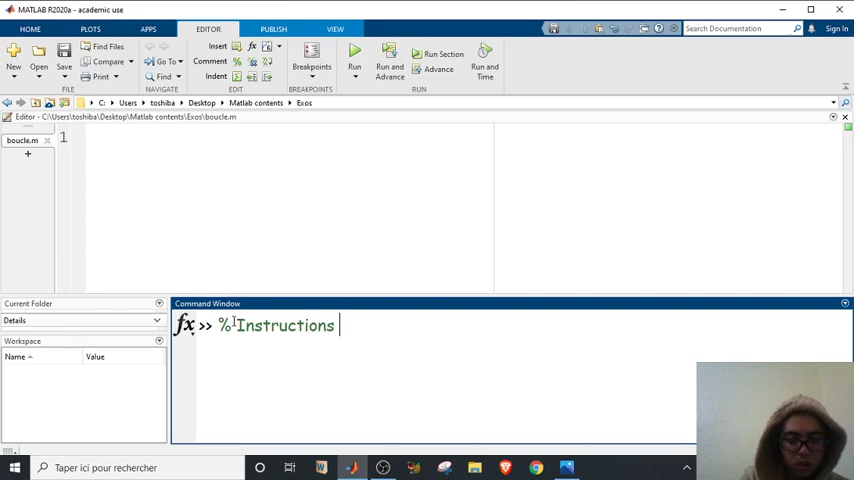 MATLAB R2020a - academic use
HOME PLOTS APPS EDITOR PUBLISH VIEW Search Documentation Sign In
New Open Save Find Files Compare Print Go To Find Insert Comment Indent fx Breakpoints Run Run and Advance Run Section Advance Run and Time
FILE NAVIGATE EDIT BREAKPOINTS RUN
C: Users toshiba Desktop Matlab contents Exos
Editor - C:\Users\toshiba\Desktop\Matlab contents\Exos\boucle.m
boucle.m
+
1
Current Folder
Details
Workspace
Name Value
Command Window
fx >> % Instructions
Taper ici pour rechercher